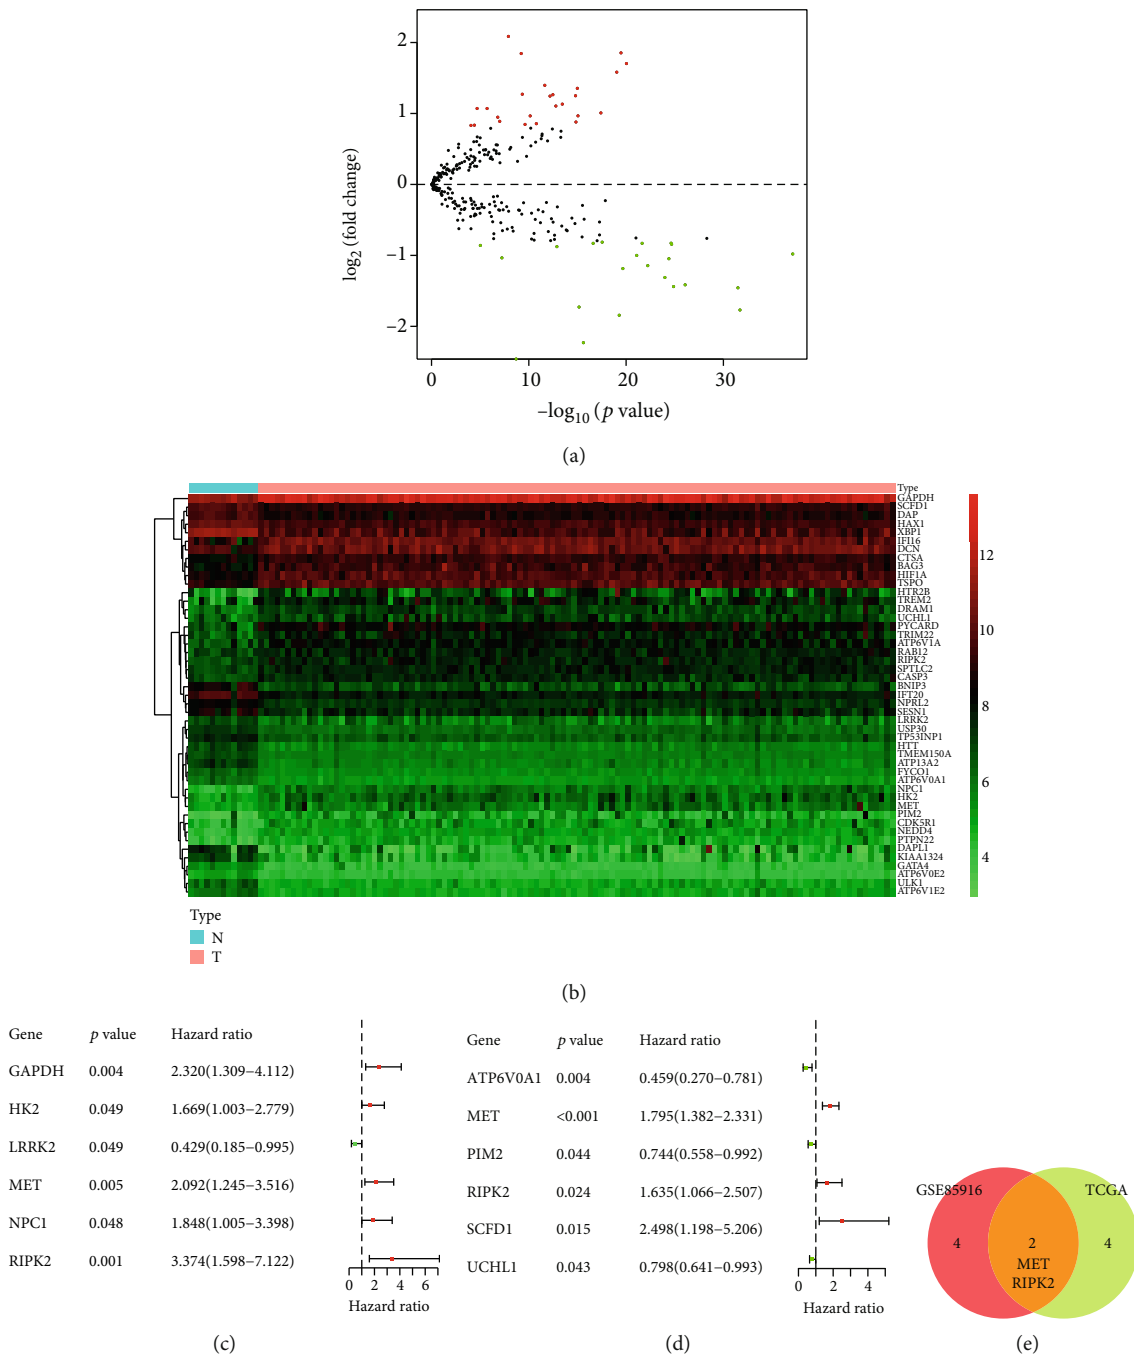 2
1
0
−1
−2
log2 (fold change)
0
10
20
30
−log10 (p value)
(a)
Type
GAPDH
SCFD1
DAP
HAX1
XBP1
IFI16
DCN
CTSA
BAG3
HIF1A
TSPO
HTR2B
TREM2
DRAM1
UCHL1
PYCARD
TRIM22
ATP6V1A
RAB12
RIPK2
SPTLC2
CASP3
BNIP3
IFT20
NPRL2
SESN1
LRRK2
USP30
TP53INP1
HTT
TMEM150A
ATP13A2
FYCO1
ATP6V0A1
NPC1
HK2
MET
PIM2
CDK5R1
NEDD4
PTPN22
DAPL1
KIAA1324
GATA4
ATP6V0E2
ULK1
ATP6V1E2
12
10
8
6
4
Type
N
T
(b)
Gene p value Hazard ratio
GAPDH 0.004 2.320(1.309−4.112)
HK2 0.049 1.669(1.003−2.779)
LRRK2 0.049 0.429(0.185−0.995)
MET 0.005 2.092(1.245−3.516)
NPC1 0.048 1.848(1.005−3.398)
RIPK2 0.001 3.374(1.598−7.122)
0 2 4 6
Hazard ratio
(c)
Gene p value Hazard ratio
ATP6V0A1 0.004 0.459(0.270−0.781)
MET <0.001 1.795(1.382−2.331)
PIM2 0.044 0.744(0.558−0.992)
RIPK2 0.024 1.635(1.066−2.507)
SCFD1 0.015 2.498(1.198−5.206)
UCHL1 0.043 0.798(0.641−0.993)
0 2 4
Hazard ratio
(d)
GSE85916 TCGA
4 2 4
MET
RIPK2
(e)